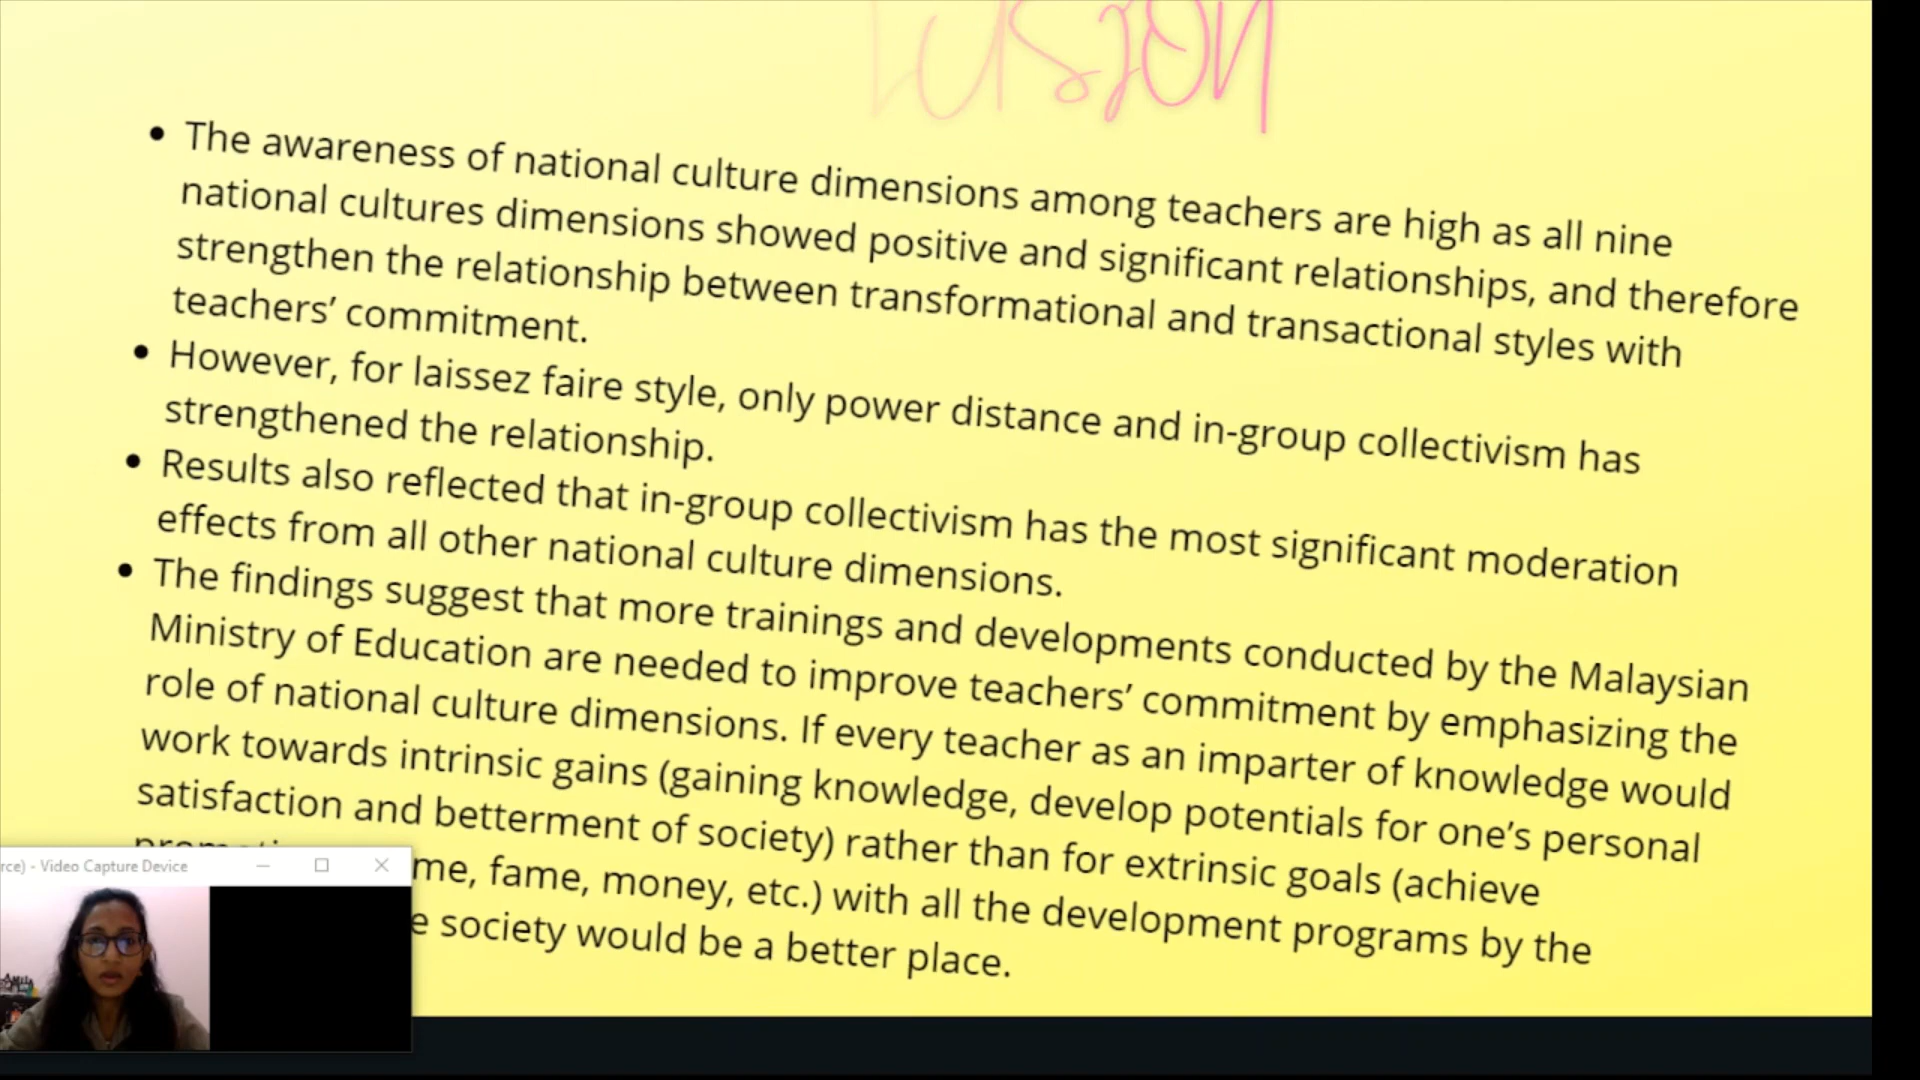 lusion
• The awareness of national culture dimensions among teachers are high as all nine
national cultures dimensions showed positive and significant relationships, and therefore
strengthen the relationship between transformational and transactional styles with
teachers’ commitment.
• However, for laissez faire style, only power distance and in-group collectivism has
strengthened the relationship.
• Results also reflected that in-group collectivism has the most significant moderation
effects from all other national culture dimensions.
• The findings suggest that more trainings and developments conducted by the Malaysian
Ministry of Education are needed to improve teachers’ commitment by emphasizing the
role of national culture dimensions. If every teacher as an imparter of knowledge would
work towards intrinsic gains (gaining knowledge, develop potentials for one’s personal
satisfaction and betterment of society) rather than for extrinsic goals (achieve
me, fame, money, etc.) with all the development programs by the
e society would be a better place.
rce) - Video Capture Device